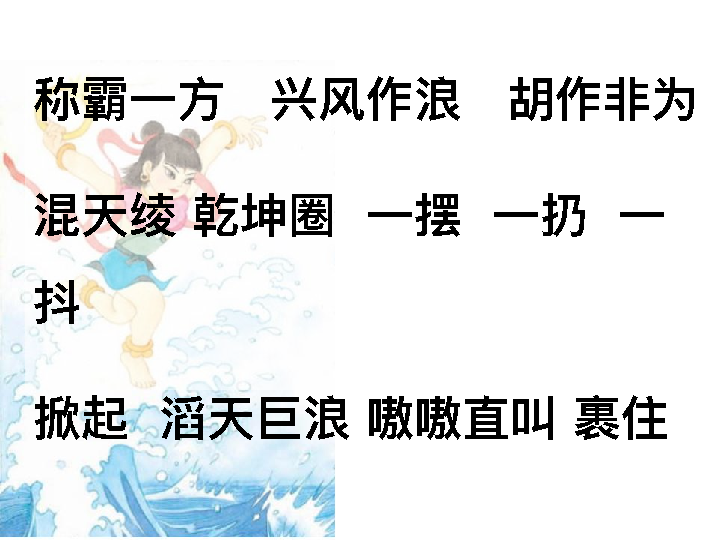 称霸一方 兴风作浪 胡作非为
混天绫 乾坤圈 一摆 一扔 一
抖
掀起 滔天巨浪 嗷嗷直叫 裹住